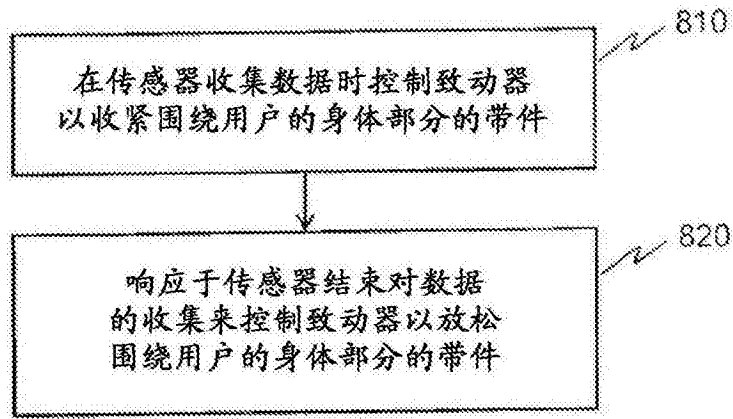 810
在传感器收集数据时控制致动器
以收紧围绕用户的身体部分的带件
820
响应于传感器结束对数据
的收集来控制致动器以放松
围绕用户的身体部分的带件